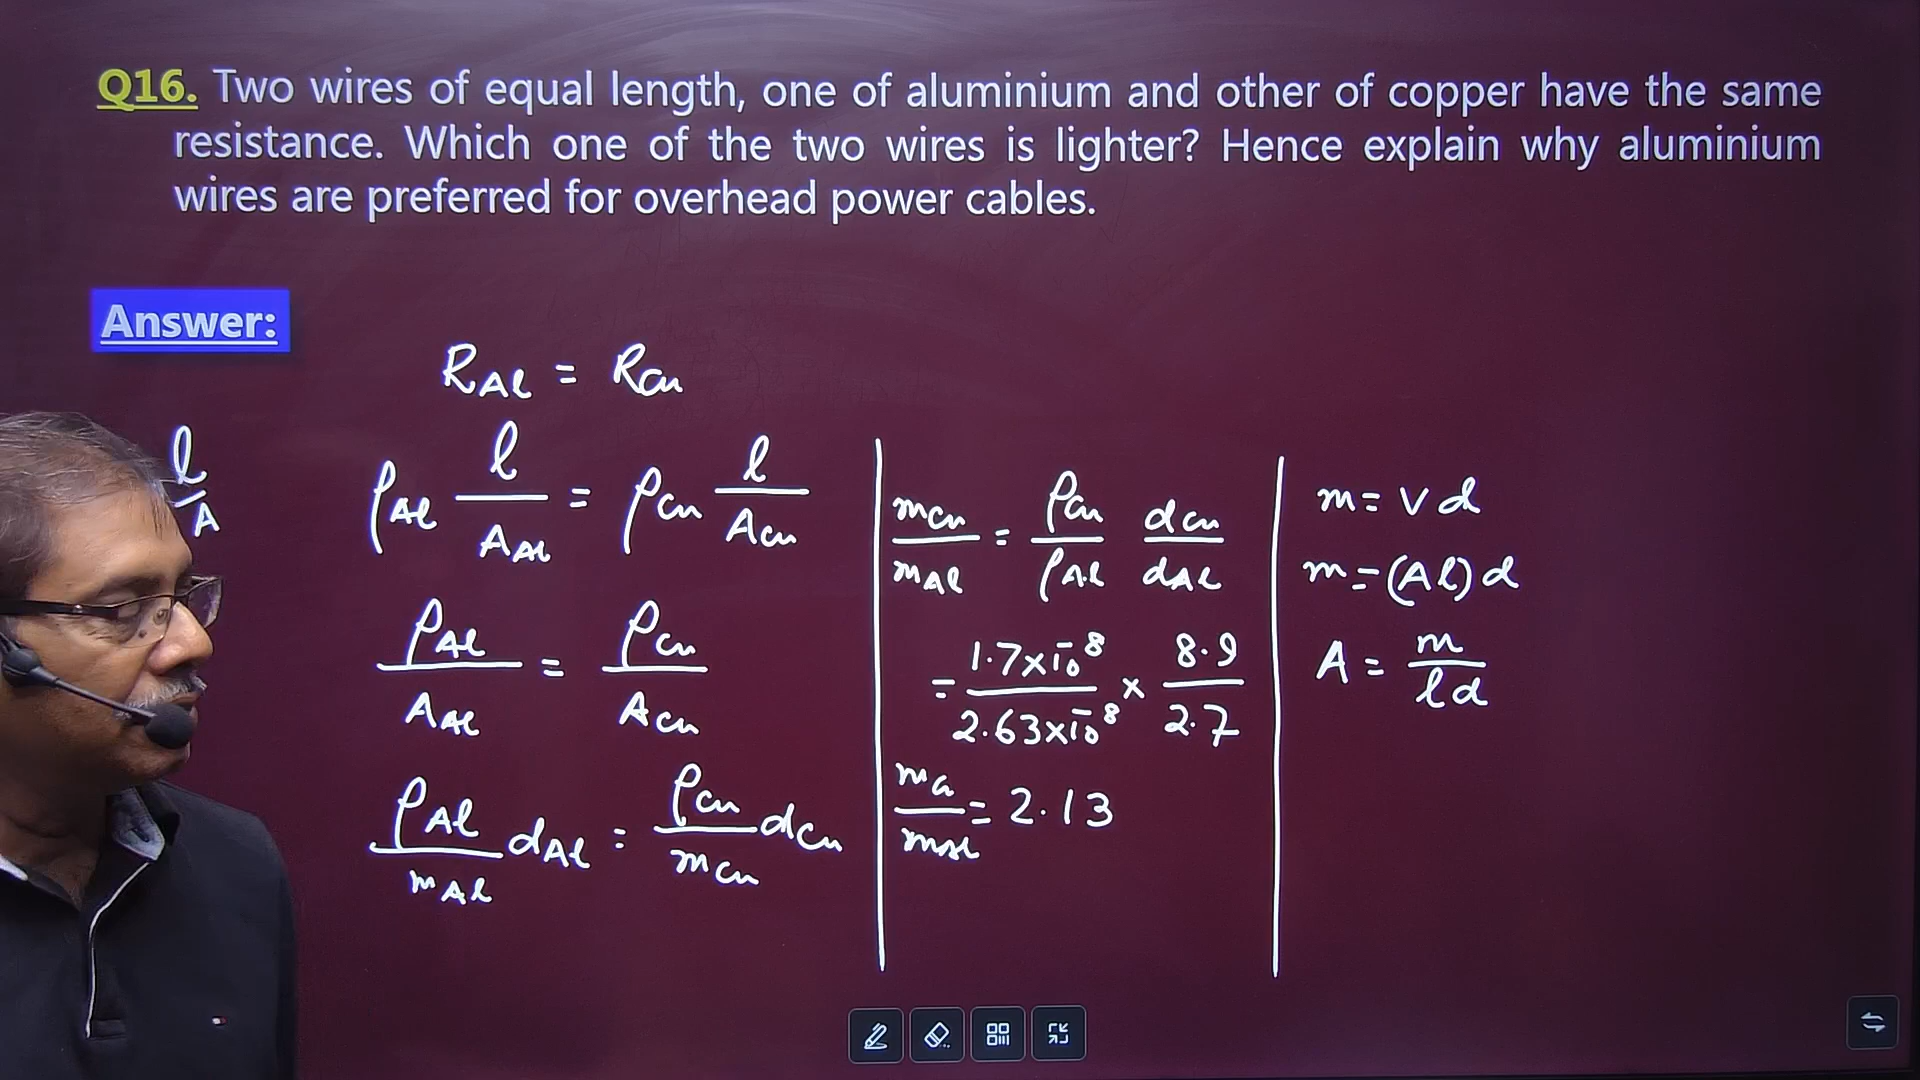 Q16. Two wires of equal length, one of aluminium and other of copper have the same
resistance. Which one of the two wires is lighter? Hence explain why aluminium
wires are preferred for overhead power cables.
Answer:
R_Al = R_Cu
l/A
ρ_Al l/A_Al = ρ_Cu l/A_Cu
ρ_Al/A_Al = ρ_Cu/A_Cu
ρ_Al/m_Al d_Al = ρ_Cu/m_Cu d_Cu
m_Cu/m_Al = ρ_Cu/ρ_Al d_Cu/d_Al
= 1.7×10⁻⁸/2.63×10⁻⁸ × 8.9/2.7
m_Cu/m_Al = 2.13
m = V d
m = (A l) d
A = m/l d